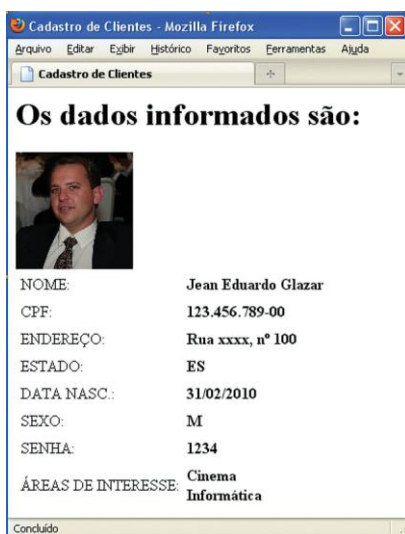 Cadastro de Clientes - Mozilla Firefox
Arquivo Editar Exibir Histórico Favoritos Ferramentas Ajuda
Cadastro de Clientes
Os dados informados são:
NOME: Jean Eduardo Glazar
CPF: 123.456.789-00
ENDEREÇO: Rua xxxx, nº 100
ESTADO: ES
DATA NASC.: 31/02/2010
SEXO: M
SENHA: 1234
ÁREAS DE INTERESSE: Cinema
Informática
Concluído